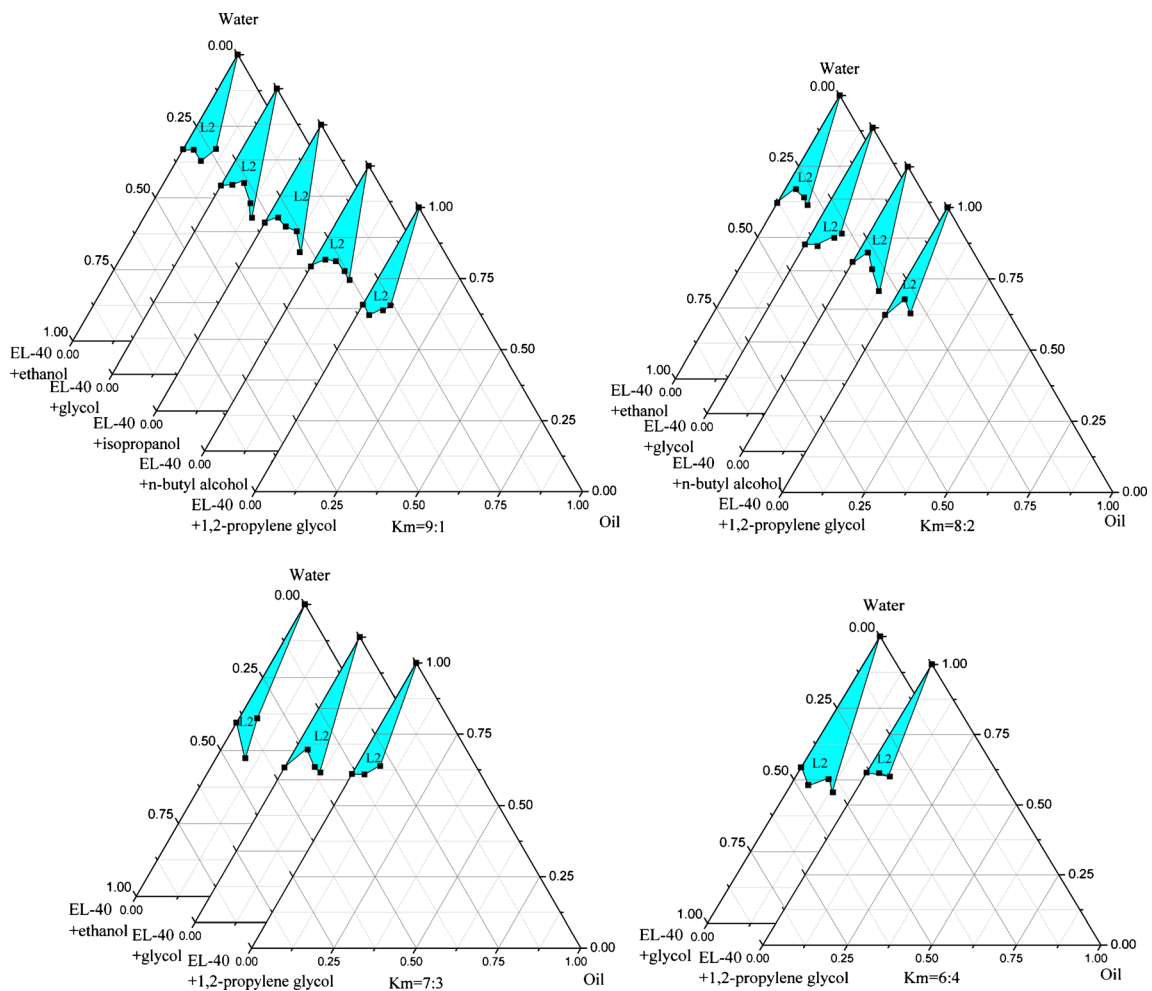 Water
0.00
0.25
L2
0.50
L2
L2
0.75
L2
1.00
L2
0.75
1.00
EL-40 0.00
+ethanol
EL-40 0.00
+glycol
EL-40 0.00
+isopropanol
EL-40 0.00
+n-butyl alcohol
0.50
0.25
0.00
EL-40 0.00 0.25 0.50 0.75 1.00
+1,2-propylene glycol
Km=9:1
Oil
Water
0.00
0.25
L2
0.50
L2
L2
1.00
0.75
L2
0.75
1.00
EL-40 0.00
+ethanol
EL-40 0.00
+glycol
EL-40 0.00
+n-butyl alcohol
0.50
0.25
0.00
EL-40 0.00 0.25 0.50 0.75 1.00
+1,2-propylene glycol
Km=8:2
Oil
Water
0.00
0.25
L2
0.50
L2
1.00
L2
0.75
0.75
1.00
EL-40 0.00
+ethanol
EL-40 0.00
+glycol
0.50
0.25
0.00
EL-40 0.00 0.25 0.50 0.75 1.00
+1,2-propylene glycol
Km=7:3
Oil
Water
0.00
0.25
1.00
0.50
L2
L2
0.75
0.75
1.00
EL-40 0.00
+glycol
0.50
0.25
0.00
EL-40 0.00 0.25 0.50 0.75 1.00
+1,2-propylene glycol
Km=6:4
Oil